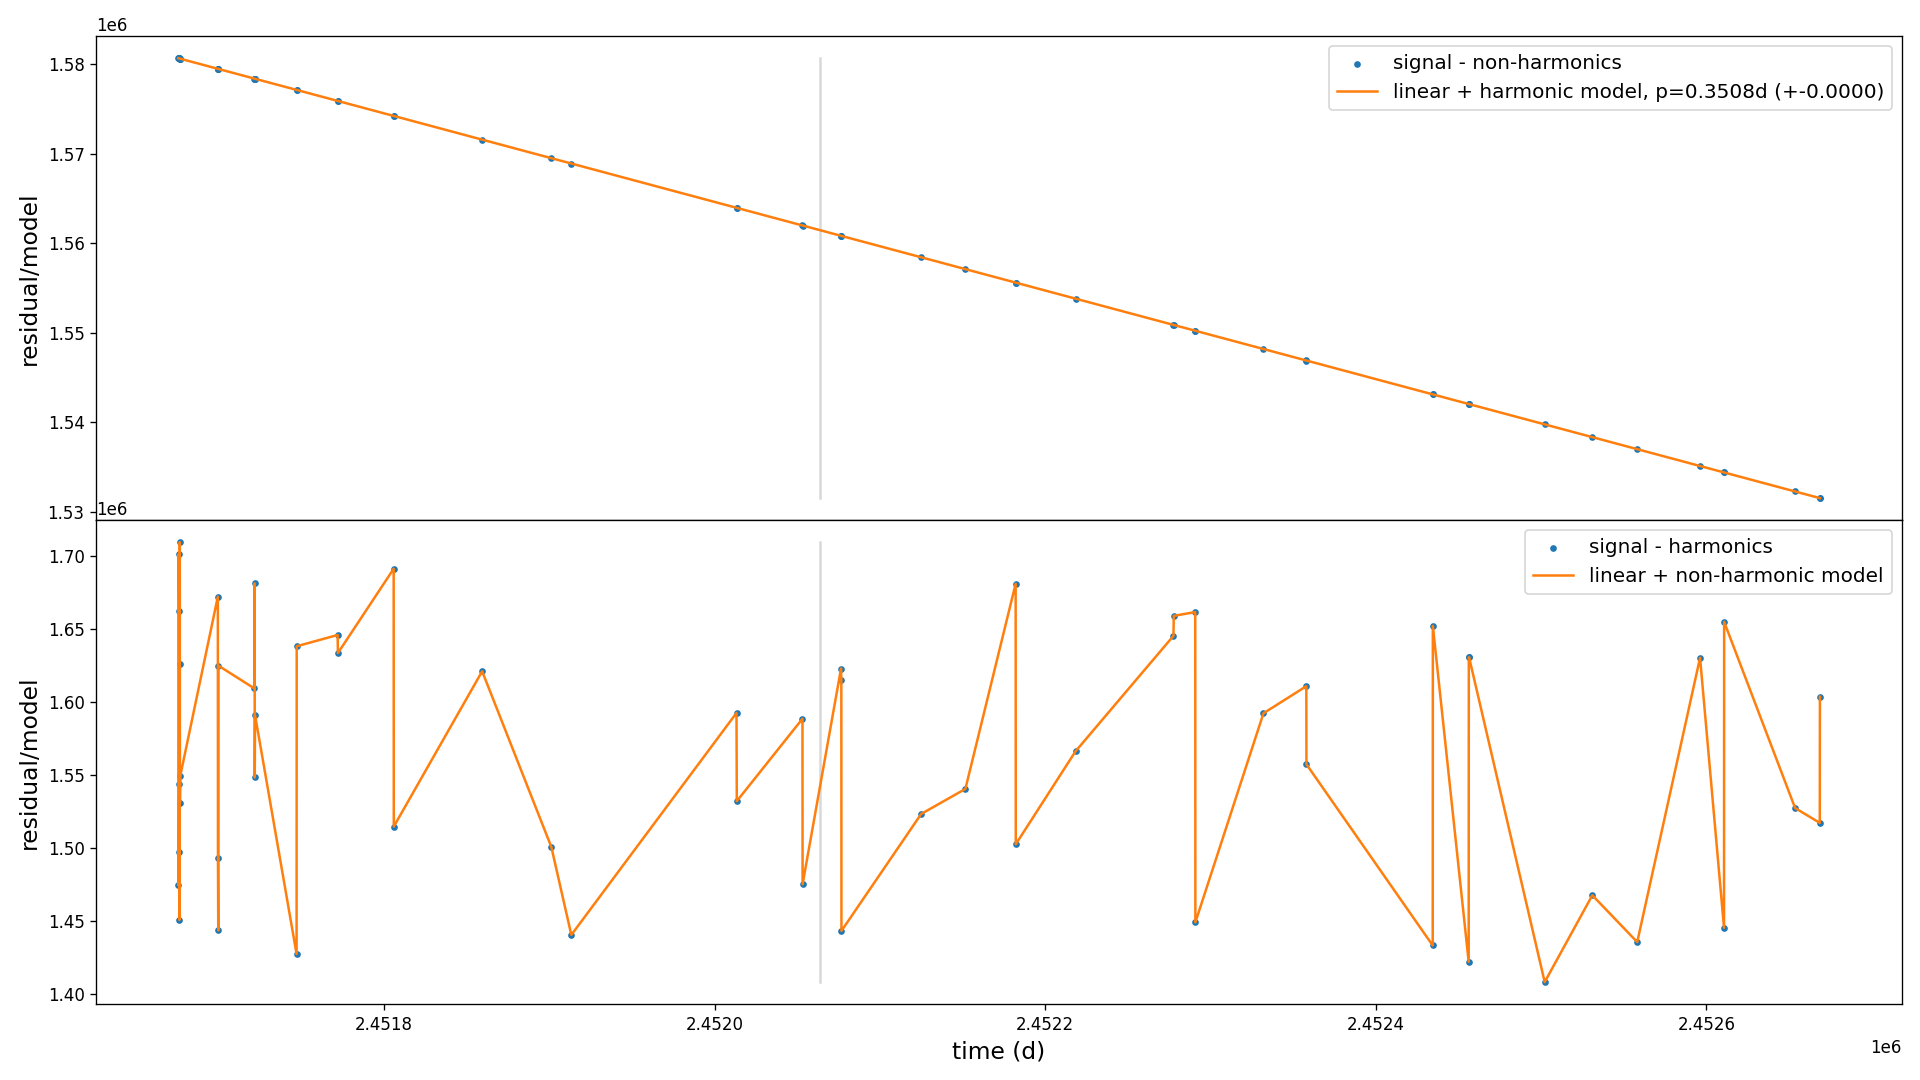 1e6
1.58
1.57
1.56
1.55
1.54
1.53
residual/model
signal - non-harmonics
linear + harmonic model, p=0.3508d (+-0.0000)
1e6
1.70
1.65
1.60
1.55
1.50
1.45
1.40
residual/model
signal - harmonics
linear + non-harmonic model
2.4518 2.4520 2.4522 2.4524 2.4526
1e6
time (d)